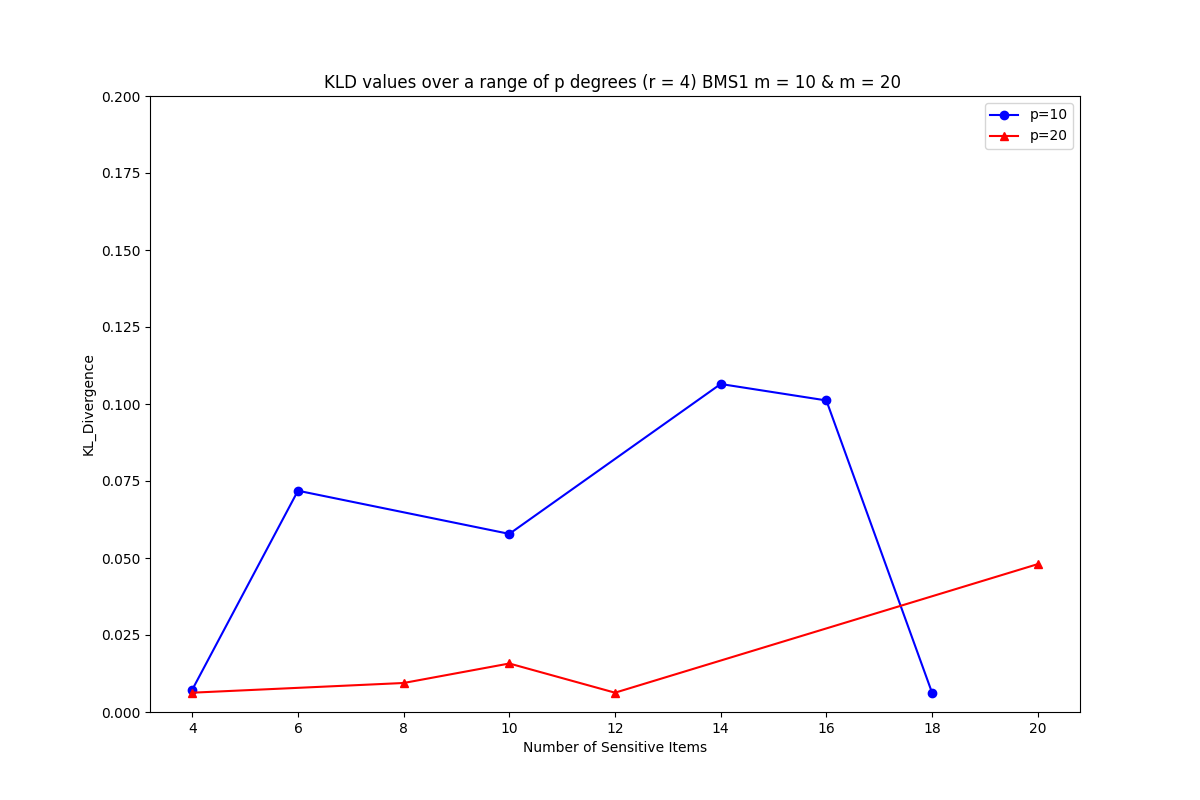 KLD values over a range of p degrees (r = 4) BMS1 m = 10 & m = 20
p=10
p=20
0.200
0.175
0.150
0.125
0.100
0.075
0.050
0.025
0.000
KL_Divergence
4 6 8 10 12 14 16 18 20
Number of Sensitive Items